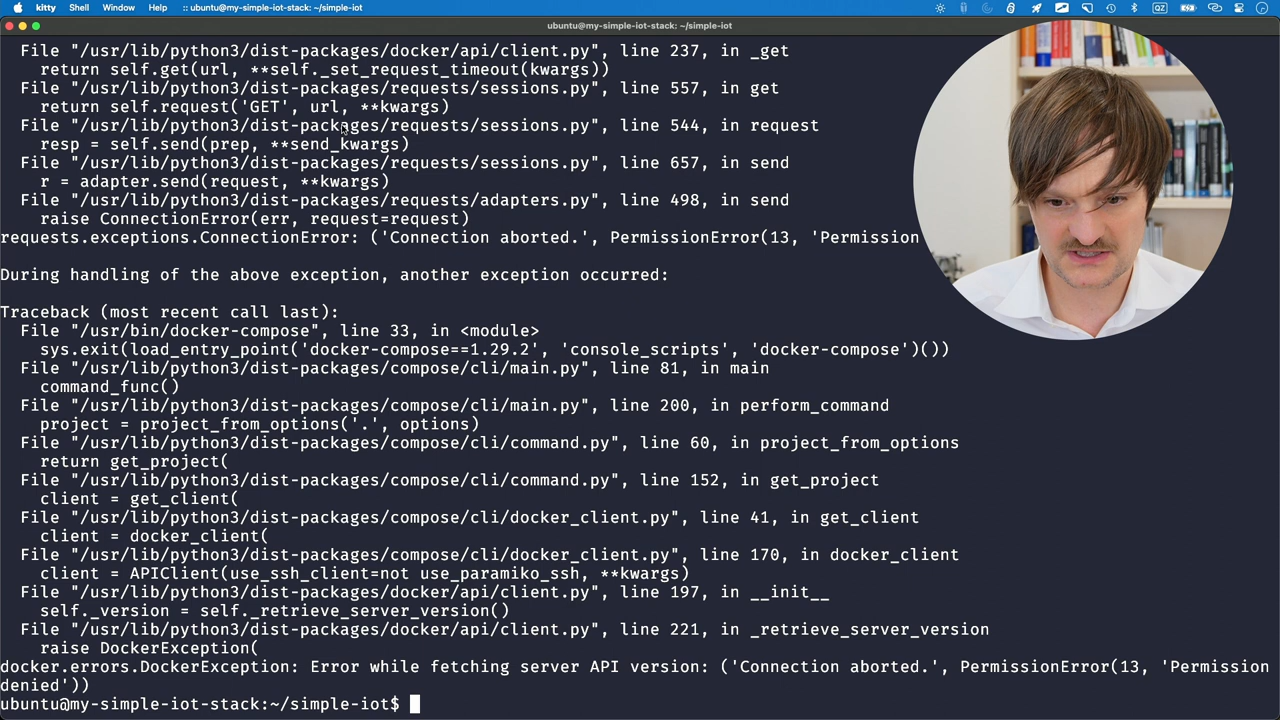 kitty Shell Window Help :: ubuntu@my-simple-iot-stack: ~/simple-iot
ubuntu@my-simple-iot-stack: ~/simple-iot
File "/usr/lib/python3/dist-packages/docker/api/client.py", line 237, in _get
return self.get(url, **self._set_request_timeout(kwargs))
File "/usr/lib/python3/dist-packages/requests/sessions.py", line 557, in get
return self.request('GET', url, **kwargs)
File "/usr/lib/python3/dist-packages/requests/sessions.py", line 544, in request
resp = self.send(prep, **send_kwargs)
File "/usr/lib/python3/dist-packages/requests/sessions.py", line 657, in send
r = adapter.send(request, **kwargs)
File "/usr/lib/python3/dist-packages/requests/adapters.py", line 498, in send
raise ConnectionError(err, request=request)
requests.exceptions.ConnectionError: ('Connection aborted.', PermissionError(13, 'Permission
During handling of the above exception, another exception occurred:
Traceback (most recent call last):
File "/usr/bin/docker-compose", line 33, in <module>
sys.exit(load_entry_point('docker-compose==1.29.2', 'console_scripts', 'docker-compose')())
File "/usr/lib/python3/dist-packages/compose/cli/main.py", line 81, in main
command_func()
File "/usr/lib/python3/dist-packages/compose/cli/main.py", line 200, in perform_command
project = project_from_options('.', options)
File "/usr/lib/python3/dist-packages/compose/cli/command.py", line 60, in project_from_options
return get_project(
File "/usr/lib/python3/dist-packages/compose/cli/command.py", line 152, in get_project
client = get_client(
File "/usr/lib/python3/dist-packages/compose/cli/docker_client.py", line 41, in get_client
client = docker_client(
File "/usr/lib/python3/dist-packages/compose/cli/docker_client.py", line 170, in docker_client
client = APIClient(use_ssh_client=not use_paramiko_ssh, **kwargs)
File "/usr/lib/python3/dist-packages/docker/api/client.py", line 197, in __init__
self._version = self._retrieve_server_version()
File "/usr/lib/python3/dist-packages/docker/api/client.py", line 221, in _retrieve_server_version
raise DockerException(
docker.errors.DockerException: Error while fetching server API version: ('Connection aborted.', PermissionError(13, 'Permission
denied'))
ubuntu@my-simple-iot-stack:~/simple-iot$